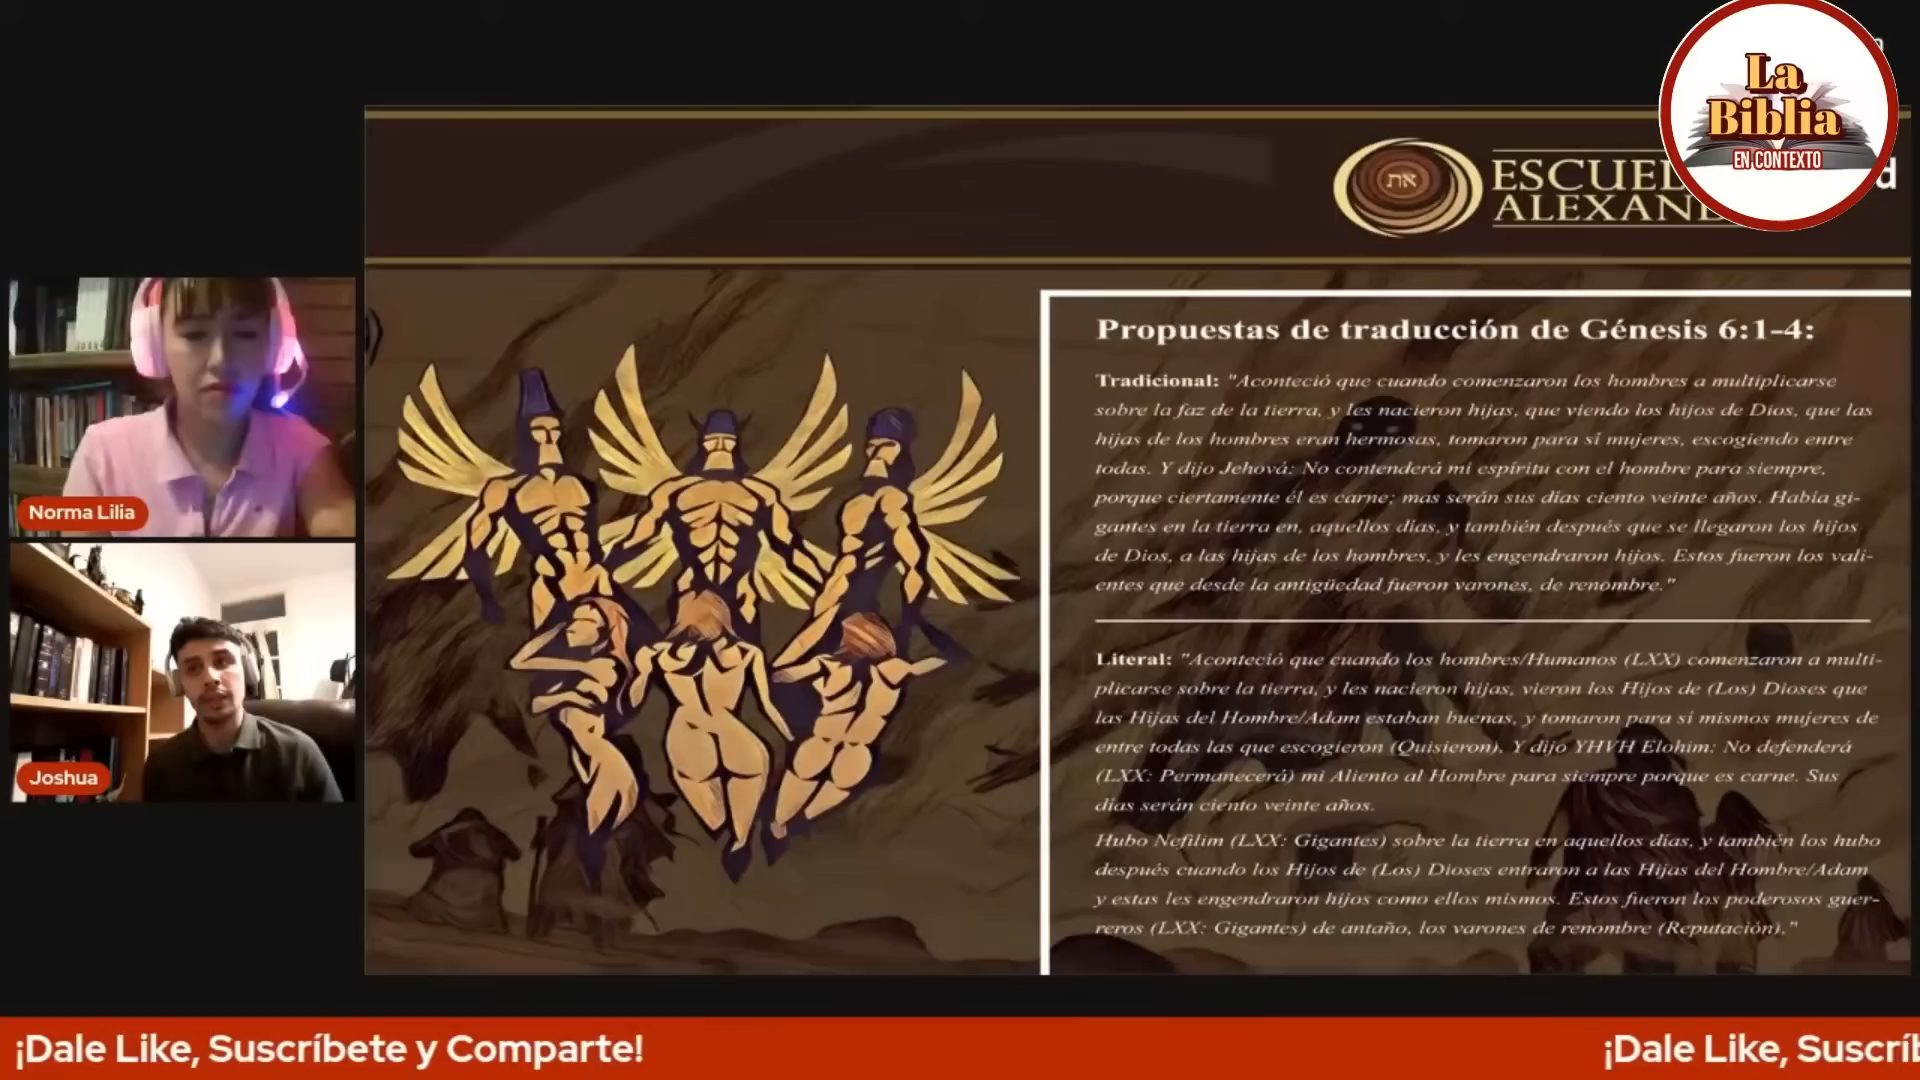 La
Biblia
EN CONTEXTO
את
ESCUEL
ALEXAN
d
Norma Lilia
Joshua
Propuestas de traducción de Génesis 6:1-4:
Tradicional: "Aconteció que cuando comenzaron los hombres a multiplicarse
sobre la faz de la tierra, y les nacieron hijas, que viendo los hijos de Dios, que las
hijas de los hombres eran hermosas, tomaron para sí mujeres, escogiendo entre
todas. Y dijo Jehová: No contenderá mi espíritu con el hombre para siempre,
porque ciertamente él es carne; mas serán sus días ciento veinte años. Había gi-
gantes en la tierra en, aquellos días, y también después que se llegaron los hijos
de Dios, a las hijas de los hombres, y les engendraron hijos. Estos fueron los vali-
entes que desde la antigüedad fueron varones, de renombre."
Literal: "Aconteció que cuando los hombres/Humanos (LXX) comenzaron a multi-
plicarse sobre la tierra, y les nacieron hijas, vieron los Hijos de (Los) Dioses que
las Hijas del Hombre/Adam estaban buenas, y tomaron para sí mismos mujeres de
entre todas las que escogieron (Quisieron). Y dijo YHVH Elohim: No defenderá
(LXX: Permanecerá) mi Aliento al Hombre para siempre porque es carne. Sus
días serán ciento veinte años.
Hubo Nefilim (LXX: Gigantes) sobre la tierra en aquellos días, y también los hubo
después cuando los Hijos de (Los) Dioses entraron a las Hijas del Hombre/Adam
y estas les engendraron hijos como ellos mismos. Estos fueron los poderosos guer-
reros (LXX: Gigantes) de antaño, los varones de renombre (Reputación)."
¡Dale Like, Suscríbete y Comparte!
¡Dale Like, Suscríb